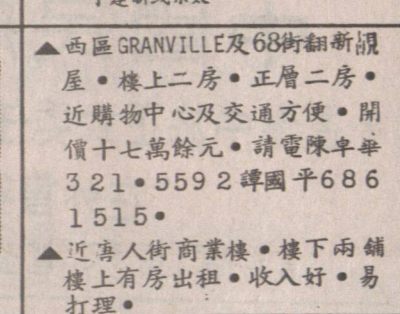 ▲西區GRANVILLE及68街翻新靚
屋•樓上二房•正層二房•
近購物中心及交通方便•開
價十七萬餘元•請電陳卓華
321•5592譚國平686
1515•
▲近唐人街商業樓•樓下兩舖
樓上有房出租•收入好•易
打理•